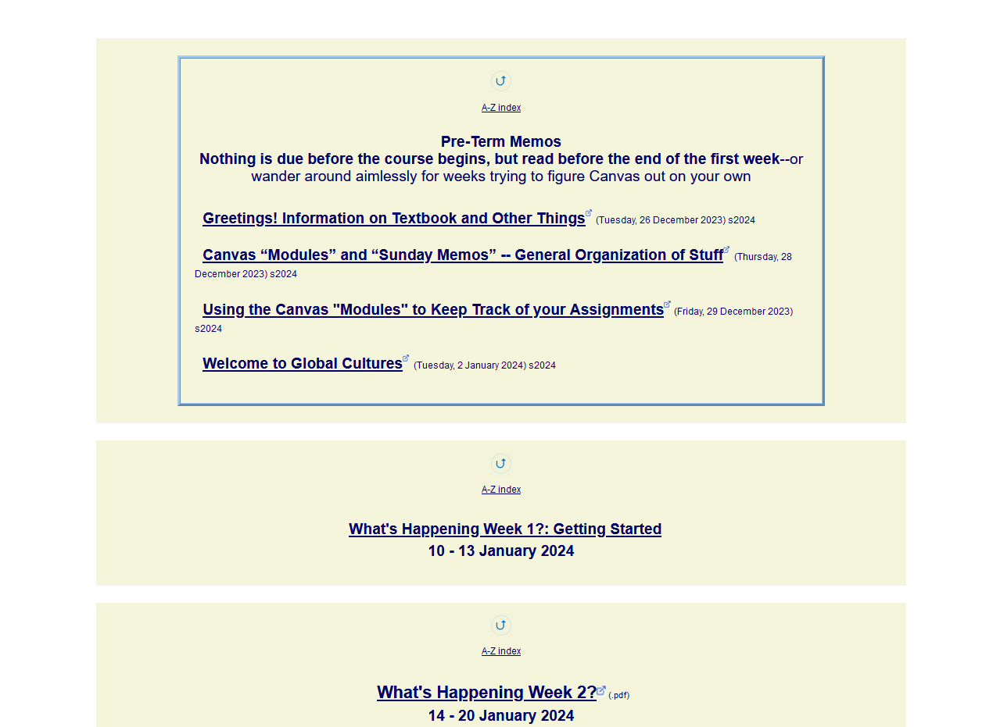 A-Z index
Pre-Term Memos
Nothing is due before the course begins, but read before the end of the first week--or
wander around aimlessly for weeks trying to figure Canvas out on your own
Greetings! Information on Textbook and Other Things (Tuesday, 26 December 2023) s2024
Canvas “Modules” and “Sunday Memos” -- General Organization of Stuff (Thursday, 28
December 2023) s2024
Using the Canvas "Modules" to Keep Track of your Assignments (Friday, 29 December 2023)
s2024
Welcome to Global Cultures (Tuesday, 2 January 2024) s2024
A-Z index
What's Happening Week 1?: Getting Started
10 - 13 January 2024
A-Z index
What's Happening Week 2? (.pdf)
14 - 20 January 2024